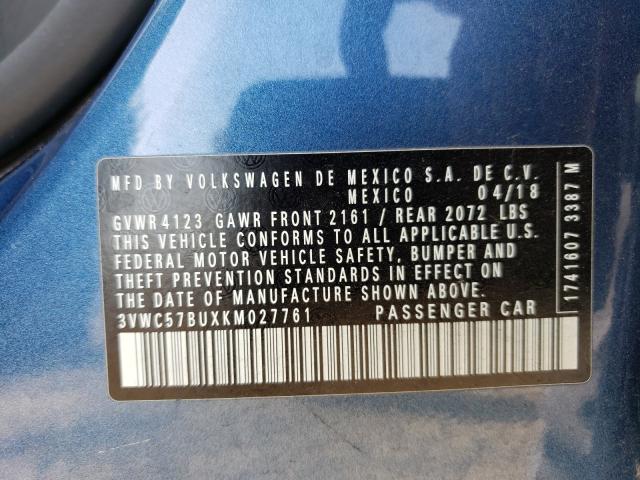 MFD BY VOLKSWAGEN DE MEXICO S.A. DE C.V.
MEXICO 04/18
GVWR 4123 GAWR FRONT 2161 / REAR 2072 LBS
THIS VEHICLE CONFORMS TO ALL APPLICABLE U.S.
FEDERAL MOTOR VEHICLE SAFETY, BUMPER AND
THEFT PREVENTION STANDARDS IN EFFECT ON
THE DATE OF MANUFACTURE SHOWN ABOVE.
3VWC57BUXKM027761 PASSENGER CAR
1741607 3387 M